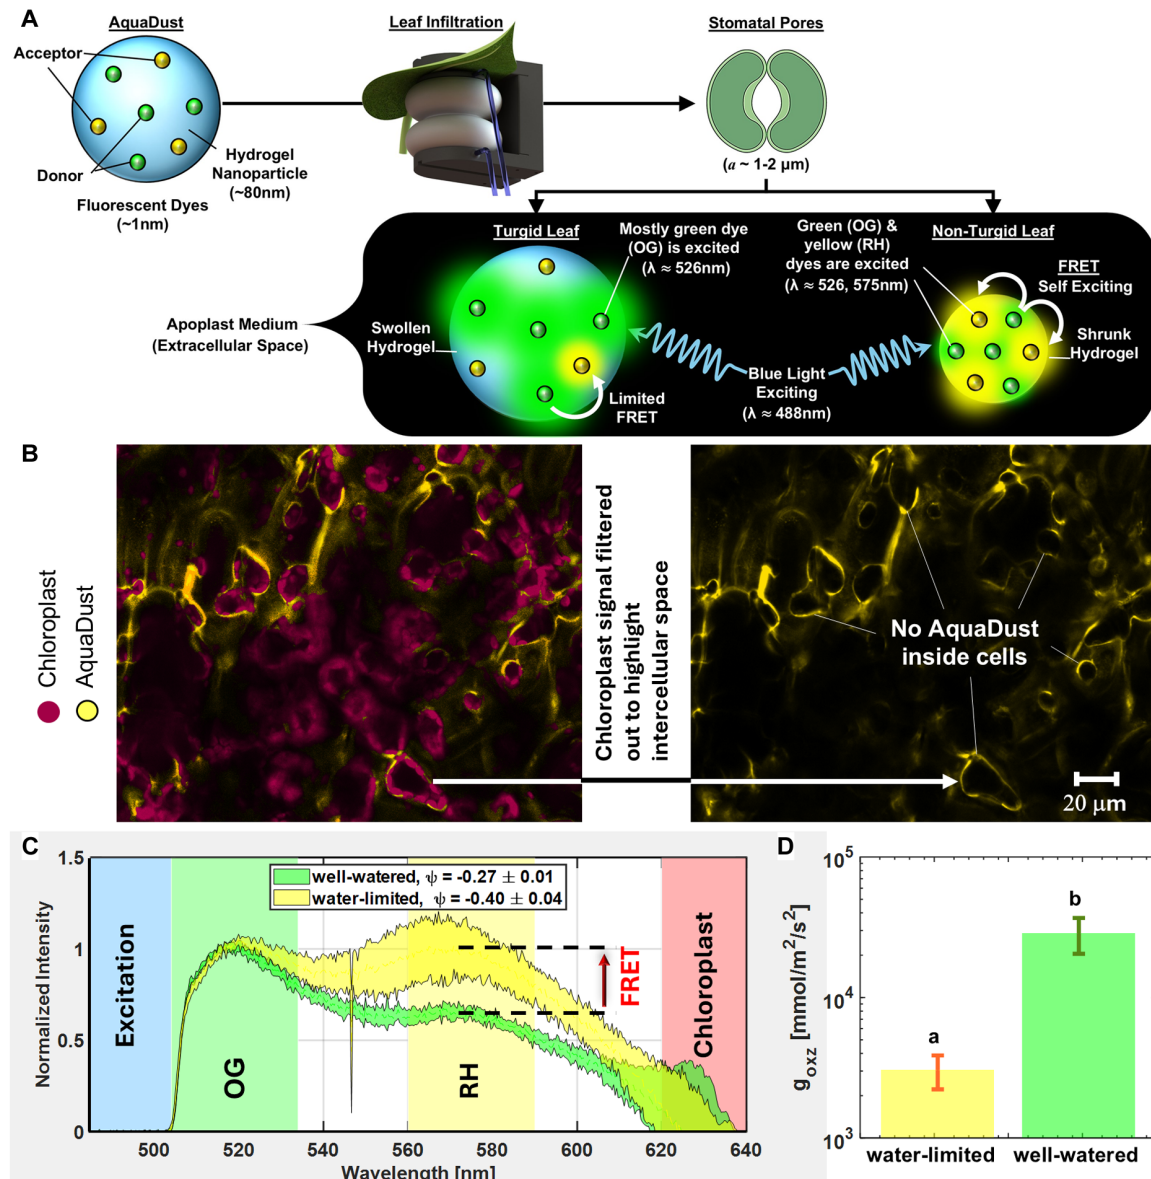 A
AquaDust
Acceptor
Donor
Hydrogel
Nanoparticle
(~80nm)
Fluorescent Dyes
(~1nm)
Leaf Infiltration
Stomatal Pores
(a ~ 1-2 μm)
Apoplast Medium
(Extracellular Space)
Turgid Leaf
Mostly green dye
(OG) is excited
(λ ≈ 526nm)
Swollen
Hydrogel
Limited
FRET
Blue Light
Exciting
(λ ≈ 488nm)
Green (OG) &
yellow (RH)
dyes are excited
(λ ≈ 526, 575nm)
Non-Turgid Leaf
FRET
Self Exciting
Shrunk
Hydrogel
B
Chloroplast
AquaDust
Chloroplast signal filtered
out to highlight
intercellular space
No AquaDust
inside cells
20 μm
C
Normalized Intensity
1.5
1
0.5
0
well-watered, ψ = -0.27 ± 0.01
water-limited, ψ = -0.40 ± 0.04
Excitation
OG
RH
FRET
Chloroplast
500
520
540
560
580
600
620
640
Wavelength [nm]
D
g_oxz [mmol/m²/s²]
10⁵
10⁴
10³
a
b
water-limited
well-watered